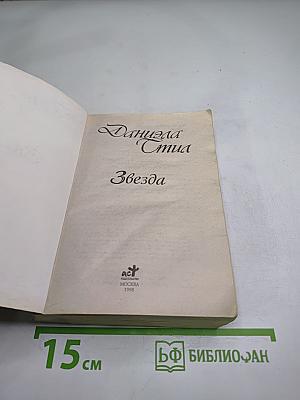 Даниэла
Стил
Звезда
аст
МОСКВА
1998
15 см
БФ БИБЛИОФАН